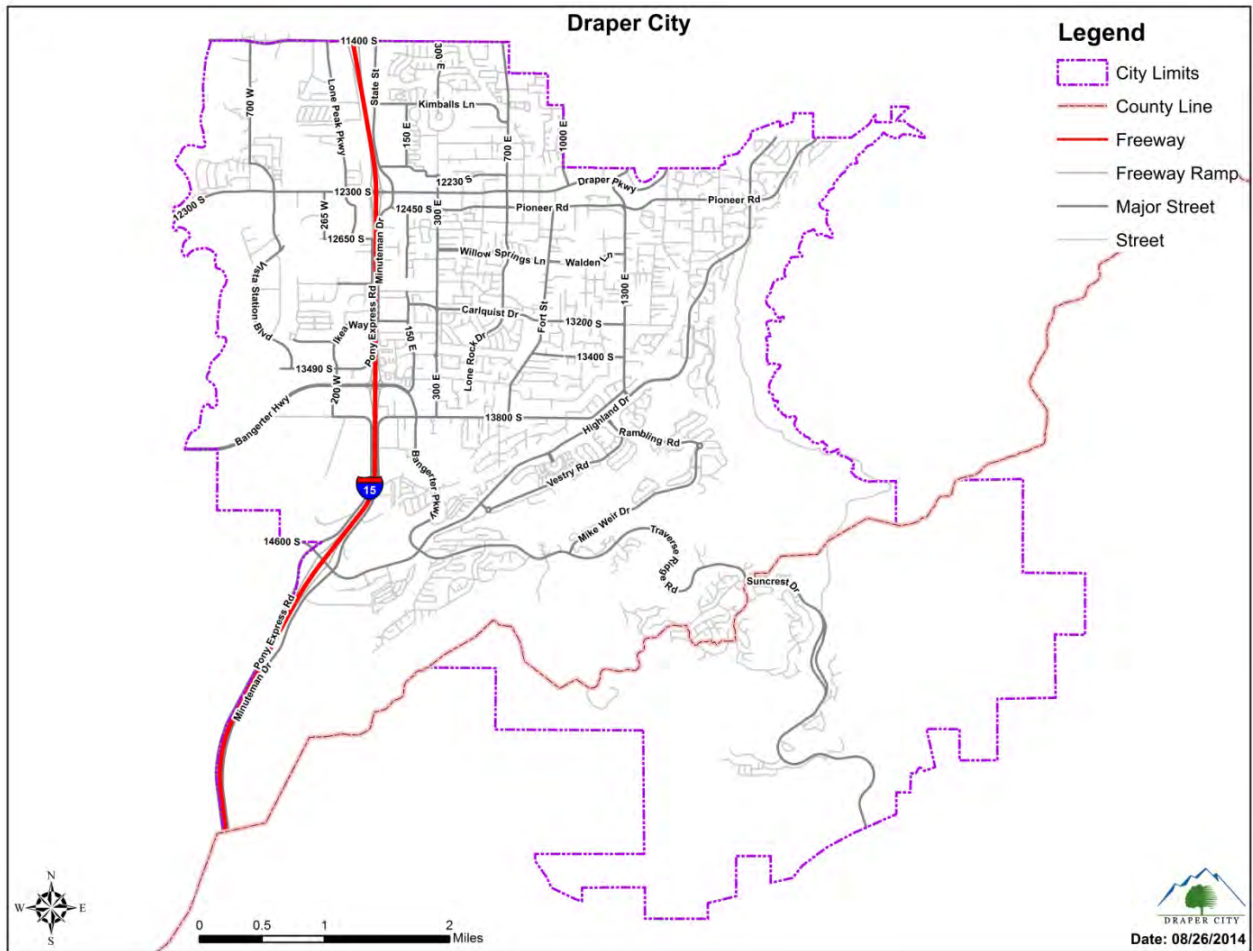 Draper City
Legend
City Limits
County Line
Freeway
Freeway Ramp
Major Street
Street
11400 S
State St
300 E
700 W
Lone Peak Pkwy
Kimballs Ln
150 E
700 E
1000 E
12230 S
Draper Pkwy
12300 S
12300 S
265 W
12450 S
300 E
Pioneer Rd
Pioneer Rd
12650 S
Minuteman Dr
Willow Springs Ln
Walden Ln
Vista Station Blvd
1300 E
Fort St
Carlquist Dr
13200 S
Ikea Way
Pony Express Rd
150 E
Lone Rock Dr
13400 S
13490 S
200 W
300 E
13800 S
Highland Dr
Bangerter Hwy
Rambling Rd
Bangerter Pkwy
Vestry Rd
15
Mike Weir Dr
14600 S
Traverse Ridge Rd
Suncrest Dr
Pony Express Rd
Minuteman Dr
N
W
E
S
0
0.5
1
2
Miles
DRAPER CITY
Date: 08/26/2014